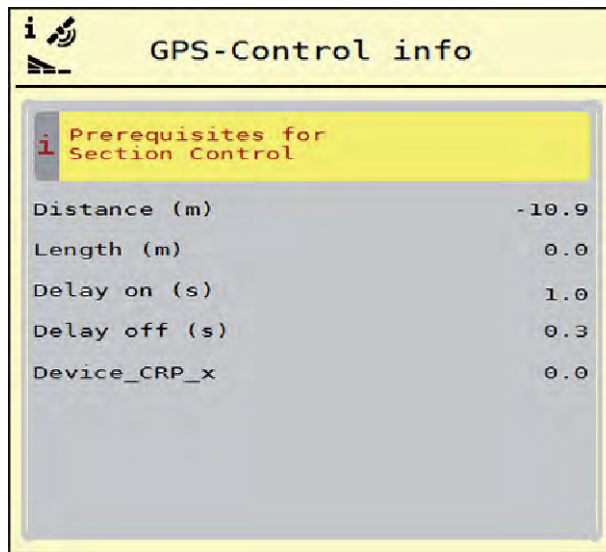 i
GPS-Control info
i Prerequisites for
Section Control
Distance (m) -10.9
Length (m) 0.0
Delay on (s) 1.0
Delay off (s) 0.3
Device_CRP_x 0.0